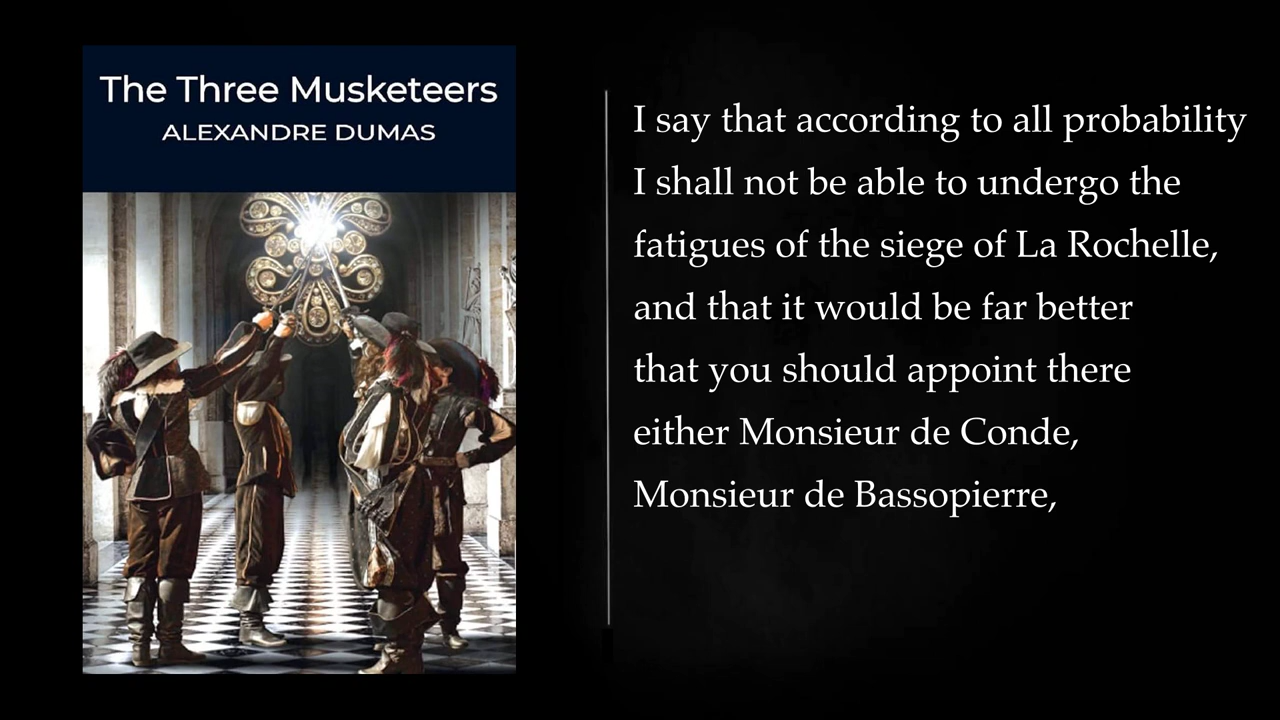 The Three Musketeers
ALEXANDRE DUMAS
I say that according to all probability
I shall not be able to undergo the
fatigues of the siege of La Rochelle,
and that it would be far better
that you should appoint there
either Monsieur de Conde,
Monsieur de Bassopierre,